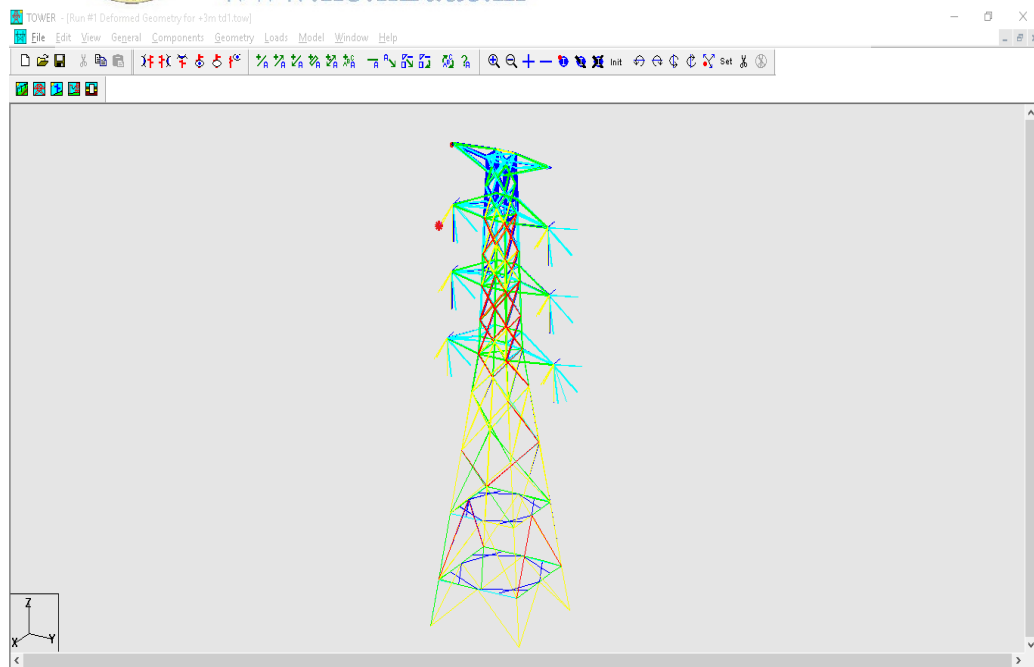 TOWER - [Run #1 Deformed Geometry for +3m td1.tow]
File Edit View General Components Geometry Loads Model Window Help
Init Set
Z
X Y